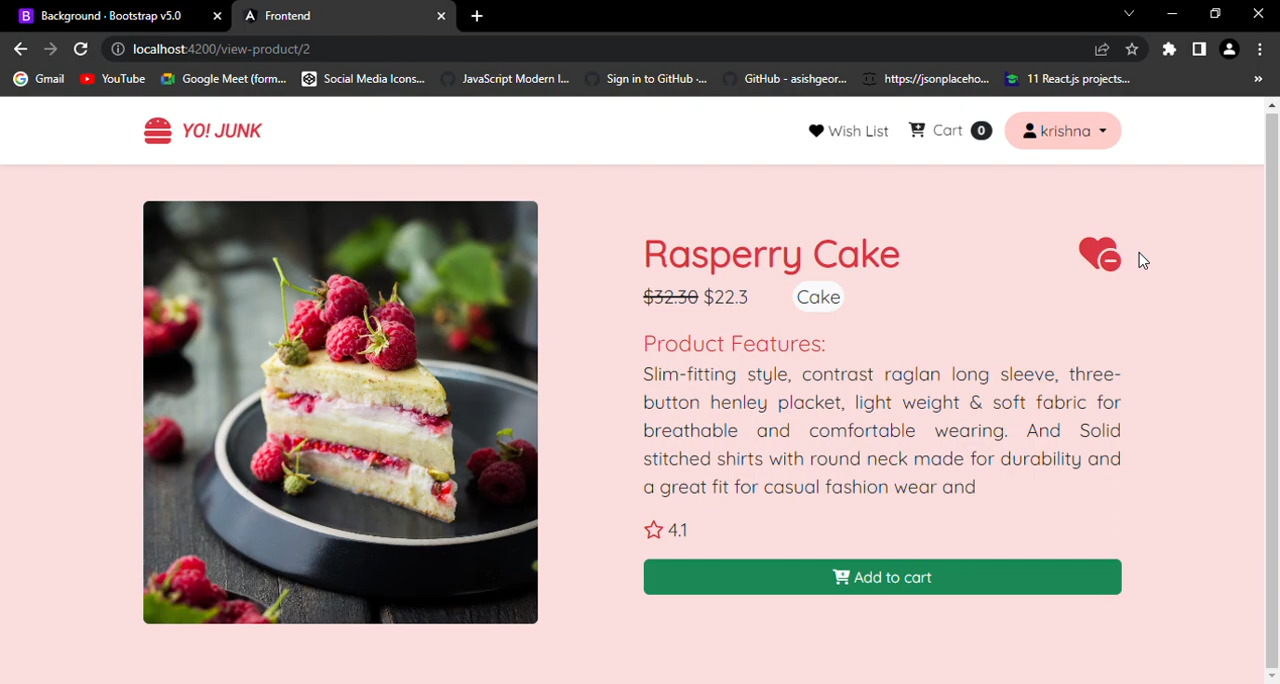 Background · Bootstrap v5.0
Frontend
localhost:4200/view-product/2
Gmail YouTube Google Meet (form... Social Media Icons... JavaScript Modern I... Sign in to GitHub ·... GitHub - asishgeor... https://jsonplaceho... 11 React.js projects... »
YO! JUNK
Wish List Cart 0 krishna
Rasperry Cake
$32.30 $22.3 Cake
Product Features:
Slim-fitting style, contrast raglan long sleeve, three-
button henley placket, light weight & soft fabric for
breathable and comfortable wearing. And Solid
stitched shirts with round neck made for durability and
a great fit for casual fashion wear and
4.1
Add to cart